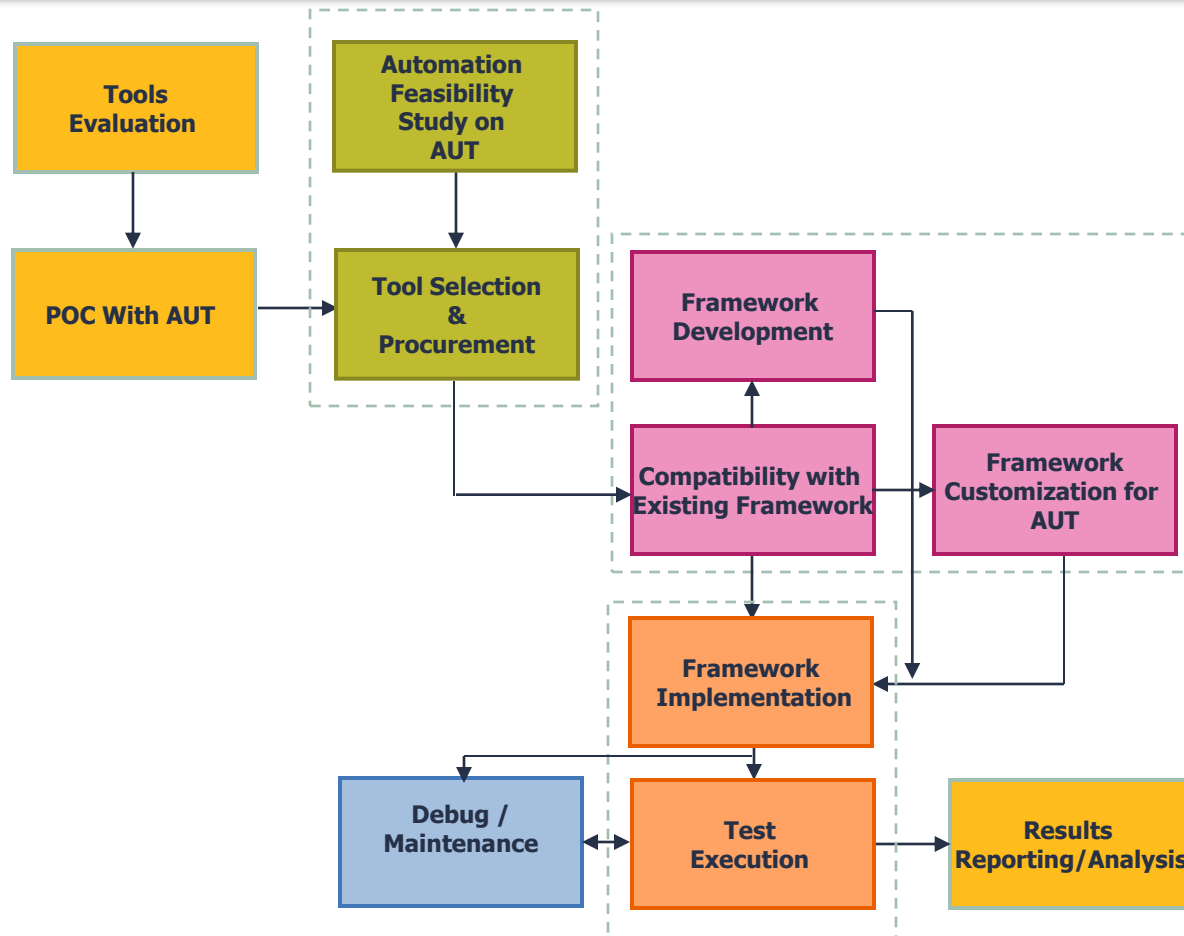 Tools
Evaluation
Automation
Feasibility
Study on
AUT
POC With AUT
Tool Selection
&
Procurement
Framework
Development
Compatibility with
Existing Framework
Framework
Customization for
AUT
Framework
Implementation
Debug /
Maintenance
Test
Execution
Results
Reporting/Analysis